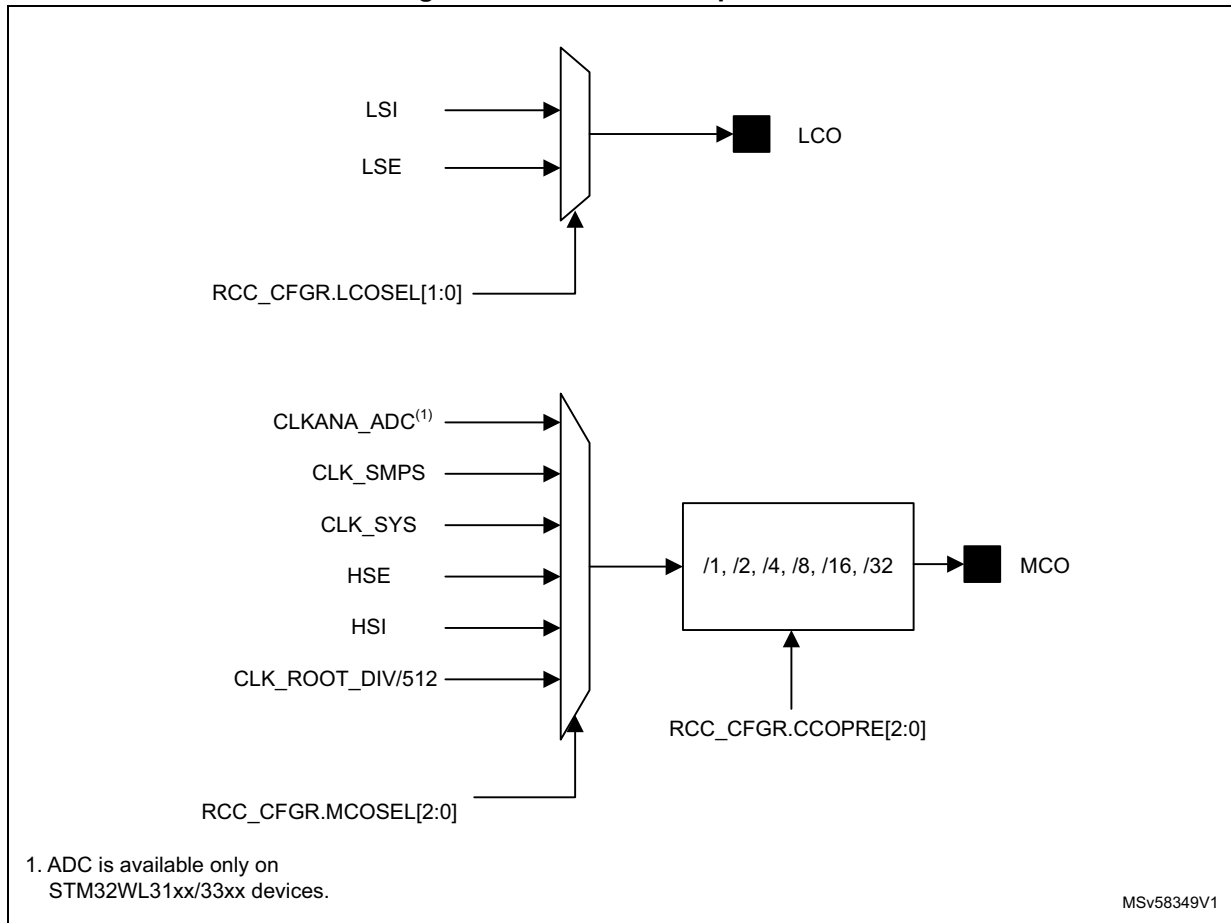 LSI
LSE
LCO
RCC_CFGR.LCOSEL[1:0]
CLKANA_ADC(1)
CLK_SMPS
CLK_SYS
HSE
HSI
CLK_ROOT_DIV/512
/1, /2, /4, /8, /16, /32
MCO
RCC_CFGR.CCOPRE[2:0]
RCC_CFGR.MCOSEL[2:0]
1. ADC is available only on
STM32WL31xx/33xx devices.
MSv58349V1